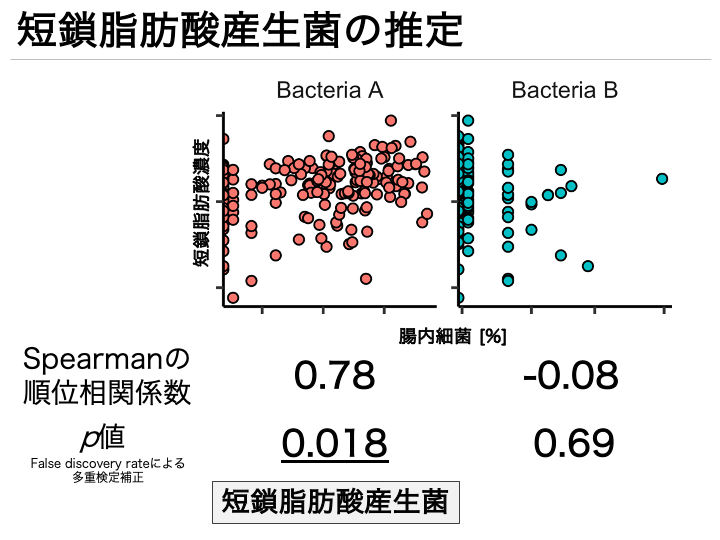 短鎖脂肪酸産生菌の推定
Bacteria A
Bacteria B
短鎖脂肪酸濃度
腸内細菌 [%]
Spearmanの
順位相関係数
0.78
-0.08
p値
False discovery rateによる
多重検定補正
0.018
0.69
短鎖脂肪酸産生菌